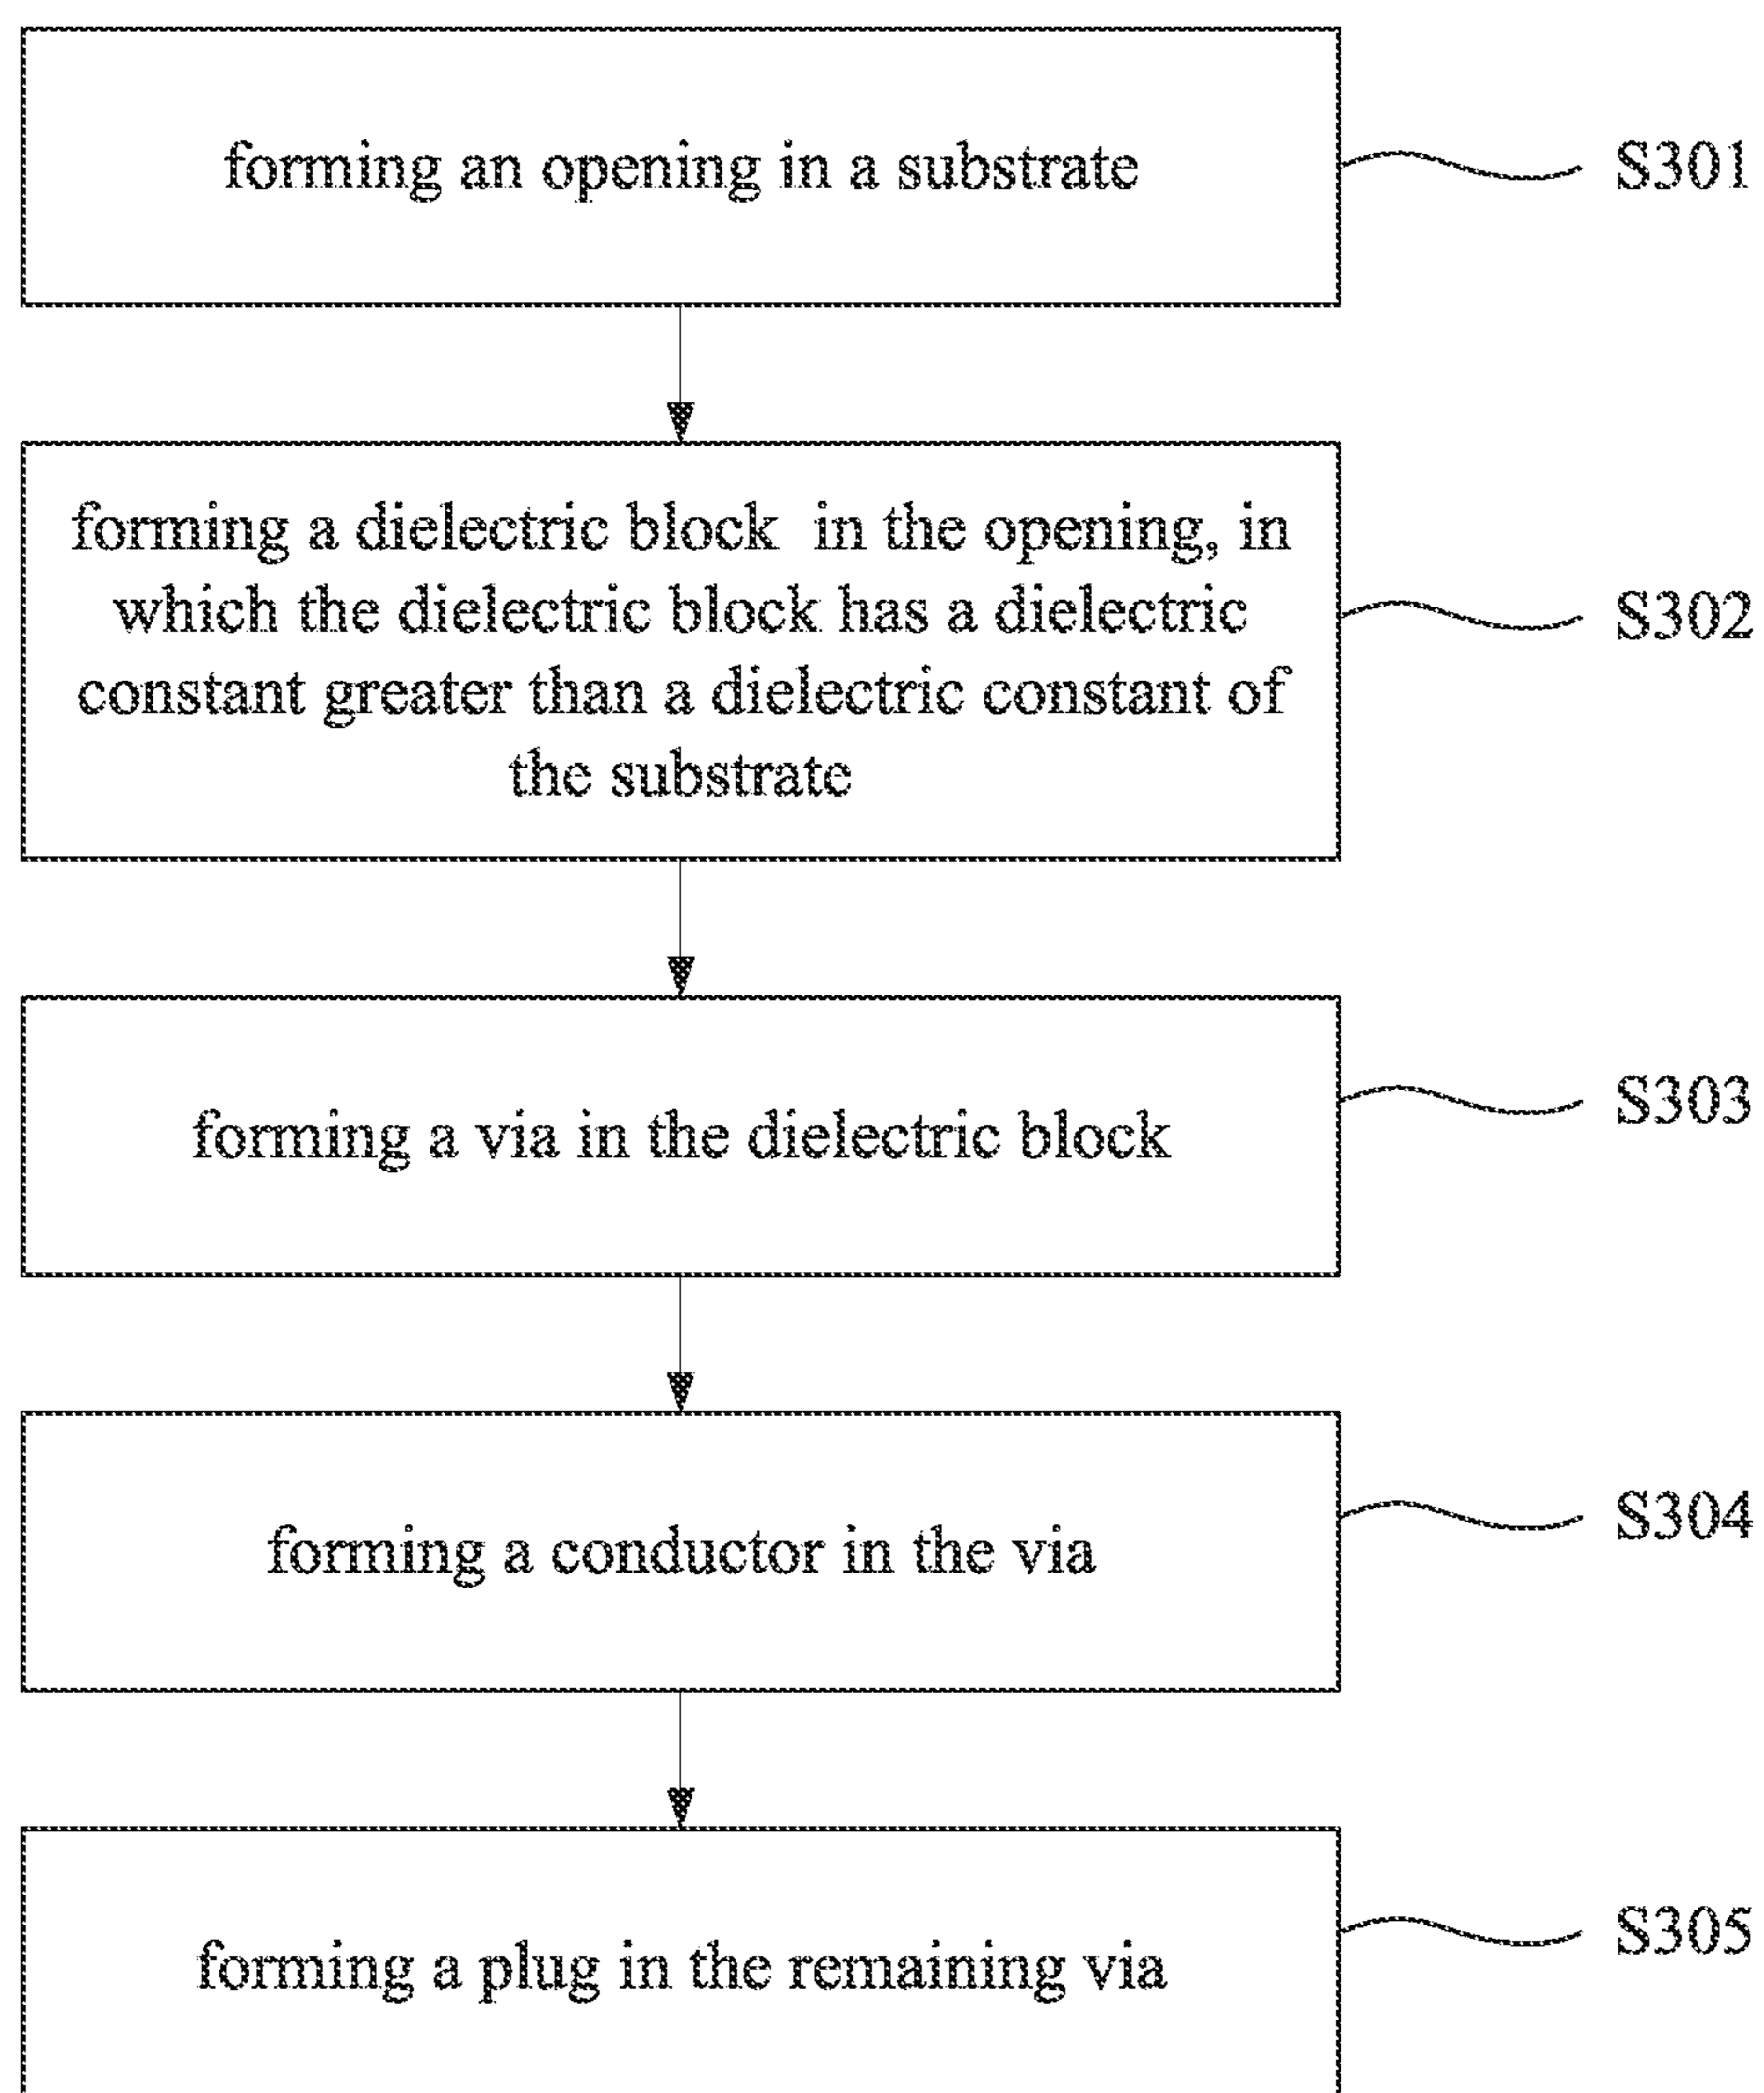 forming an opening in a substrate
S301
forming a dielectric block in the opening, in
which the dielectric block has a dielectric
constant greater than a dielectric constant of
the substrate
S302
forming a via in the dielectric block
S303
forming a conductor in the via
S304
forming a plug in the remaining via
S305